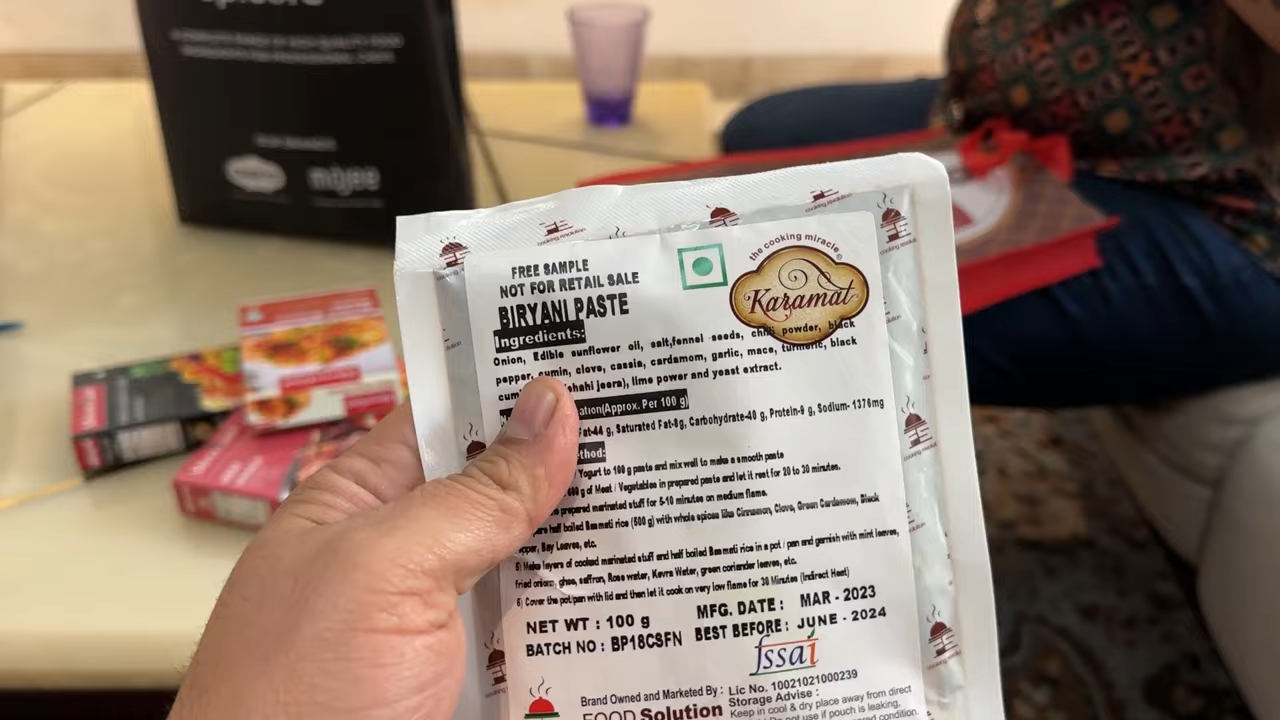 FREE SAMPLE
NOT FOR RETAIL SALE
BIRYANI PASTE
the cooking miracle
Karamat
Ingredients:
Onion, Edible sunflower oil, salt,fennel seeds, chilli powder, black
pepper, cumin, clove, cassia, cardamom, garlic, mace, turmeric, black
shahi jeera), lime power and yeast extract.
(Approx. Per 100 g)
Fat-44 g, Saturated Fat-8g, Carbohydrate-40 g, Protein-6 g, Sodium- 1376mg
Yogurt to 100 g paste and mix well to make a smooth paste
g of Meat / Vegetables in prepared paste and let it rest for 20 to 30 minutes.
prepared marinated stuff for 5-10 minutes on medium flame.
half boiled Basmati rice (500 g) with whole spices like Cinnamon, Clove, Green Cardamom, Black
Bay Leaves, etc.
5) Make layers of cooked marinated stuff and half boiled Basmati rice in a pot / pan and garnish with mint leaves,
fried onions, ghee, saffron, Rose water, Kevra Water, green coriander leaves, etc.
6) Cover the pot/pan with lid and then let it cook on very low flame for 30 Minutes (Indirect Heat)
NET WT : 100 g
MFG. DATE : MAR - 2023
BATCH NO : BP18CSFN
BEST BEFORE : JUNE - 2024
fssai
Brand Owned and Marketed By :
Lic No. 10021021000239
FOOD Solution
Storage Advise :
Keep in cool & dry place away from direct
Do not use if pouch is leaking,
condition.
cooking revolution